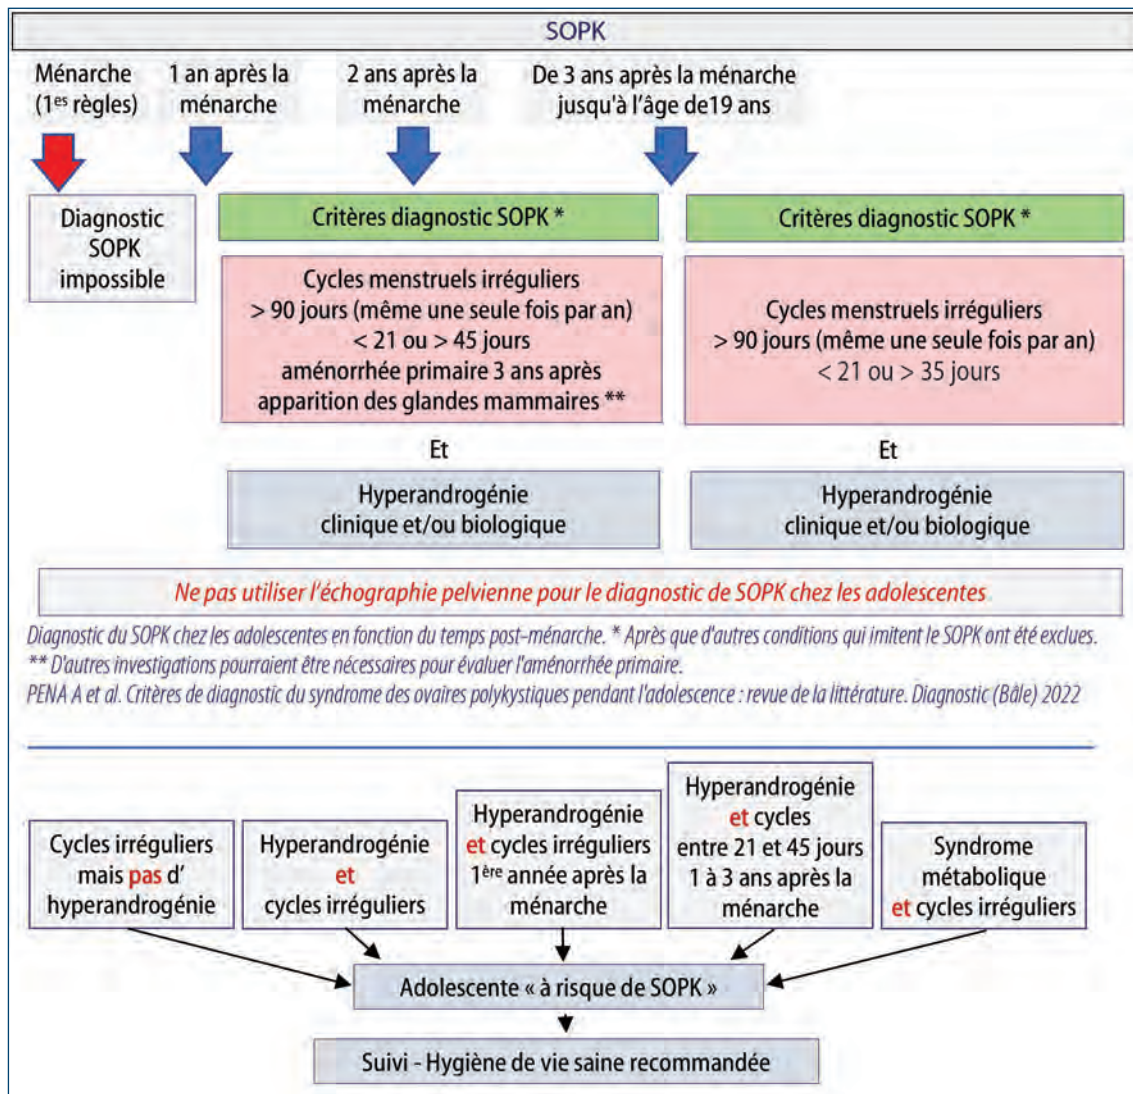 SOPK
Ménarche
(1es règles)
1 an après la
ménarche
2 ans après la
ménarche
De 3 ans après la ménarche
jusqu'à l'âge de19 ans
Diagnostic
SOPK
impossible
Critères diagnostic SOPK *
Cycles menstruels irréguliers
> 90 jours (même une seule fois par an)
< 21 ou > 45 jours
aménorrhée primaire 3 ans après
apparition des glandes mammaires **
Et
Hyperandrogénie
clinique et/ou biologique
Critères diagnostic SOPK *
Cycles menstruels irréguliers
> 90 jours (même une seule fois par an)
< 21 ou > 35 jours
Et
Hyperandrogénie
clinique et/ou biologique
Ne pas utiliser l'échographie pelvienne pour le diagnostic de SOPK chez les adolescentes
Diagnostic du SOPK chez les adolescentes en fonction du temps post-ménarche. * Après que d'autres conditions qui imitent le SOPK ont été exclues.
** D'autres investigations pourraient être nécessaires pour évaluer l'aménorrhée primaire.
PENA A et al. Critères de diagnostic du syndrome des ovaires polykystiques pendant l'adolescence : revue de la littérature. Diagnostic (Bâle) 2022
Cycles irréguliers
mais pas d'
hyperandrogénie
Hyperandrogénie
et
cycles irréguliers
Hyperandrogénie
et cycles irréguliers
1ère année après la
ménarche
Hyperandrogénie
et cycles
entre 21 et 45 jours
1 à 3 ans après la
ménarche
Syndrome
métabolique
et cycles irréguliers
Adolescente « à risque de SOPK »
Suivi - Hygiène de vie saine recommandée